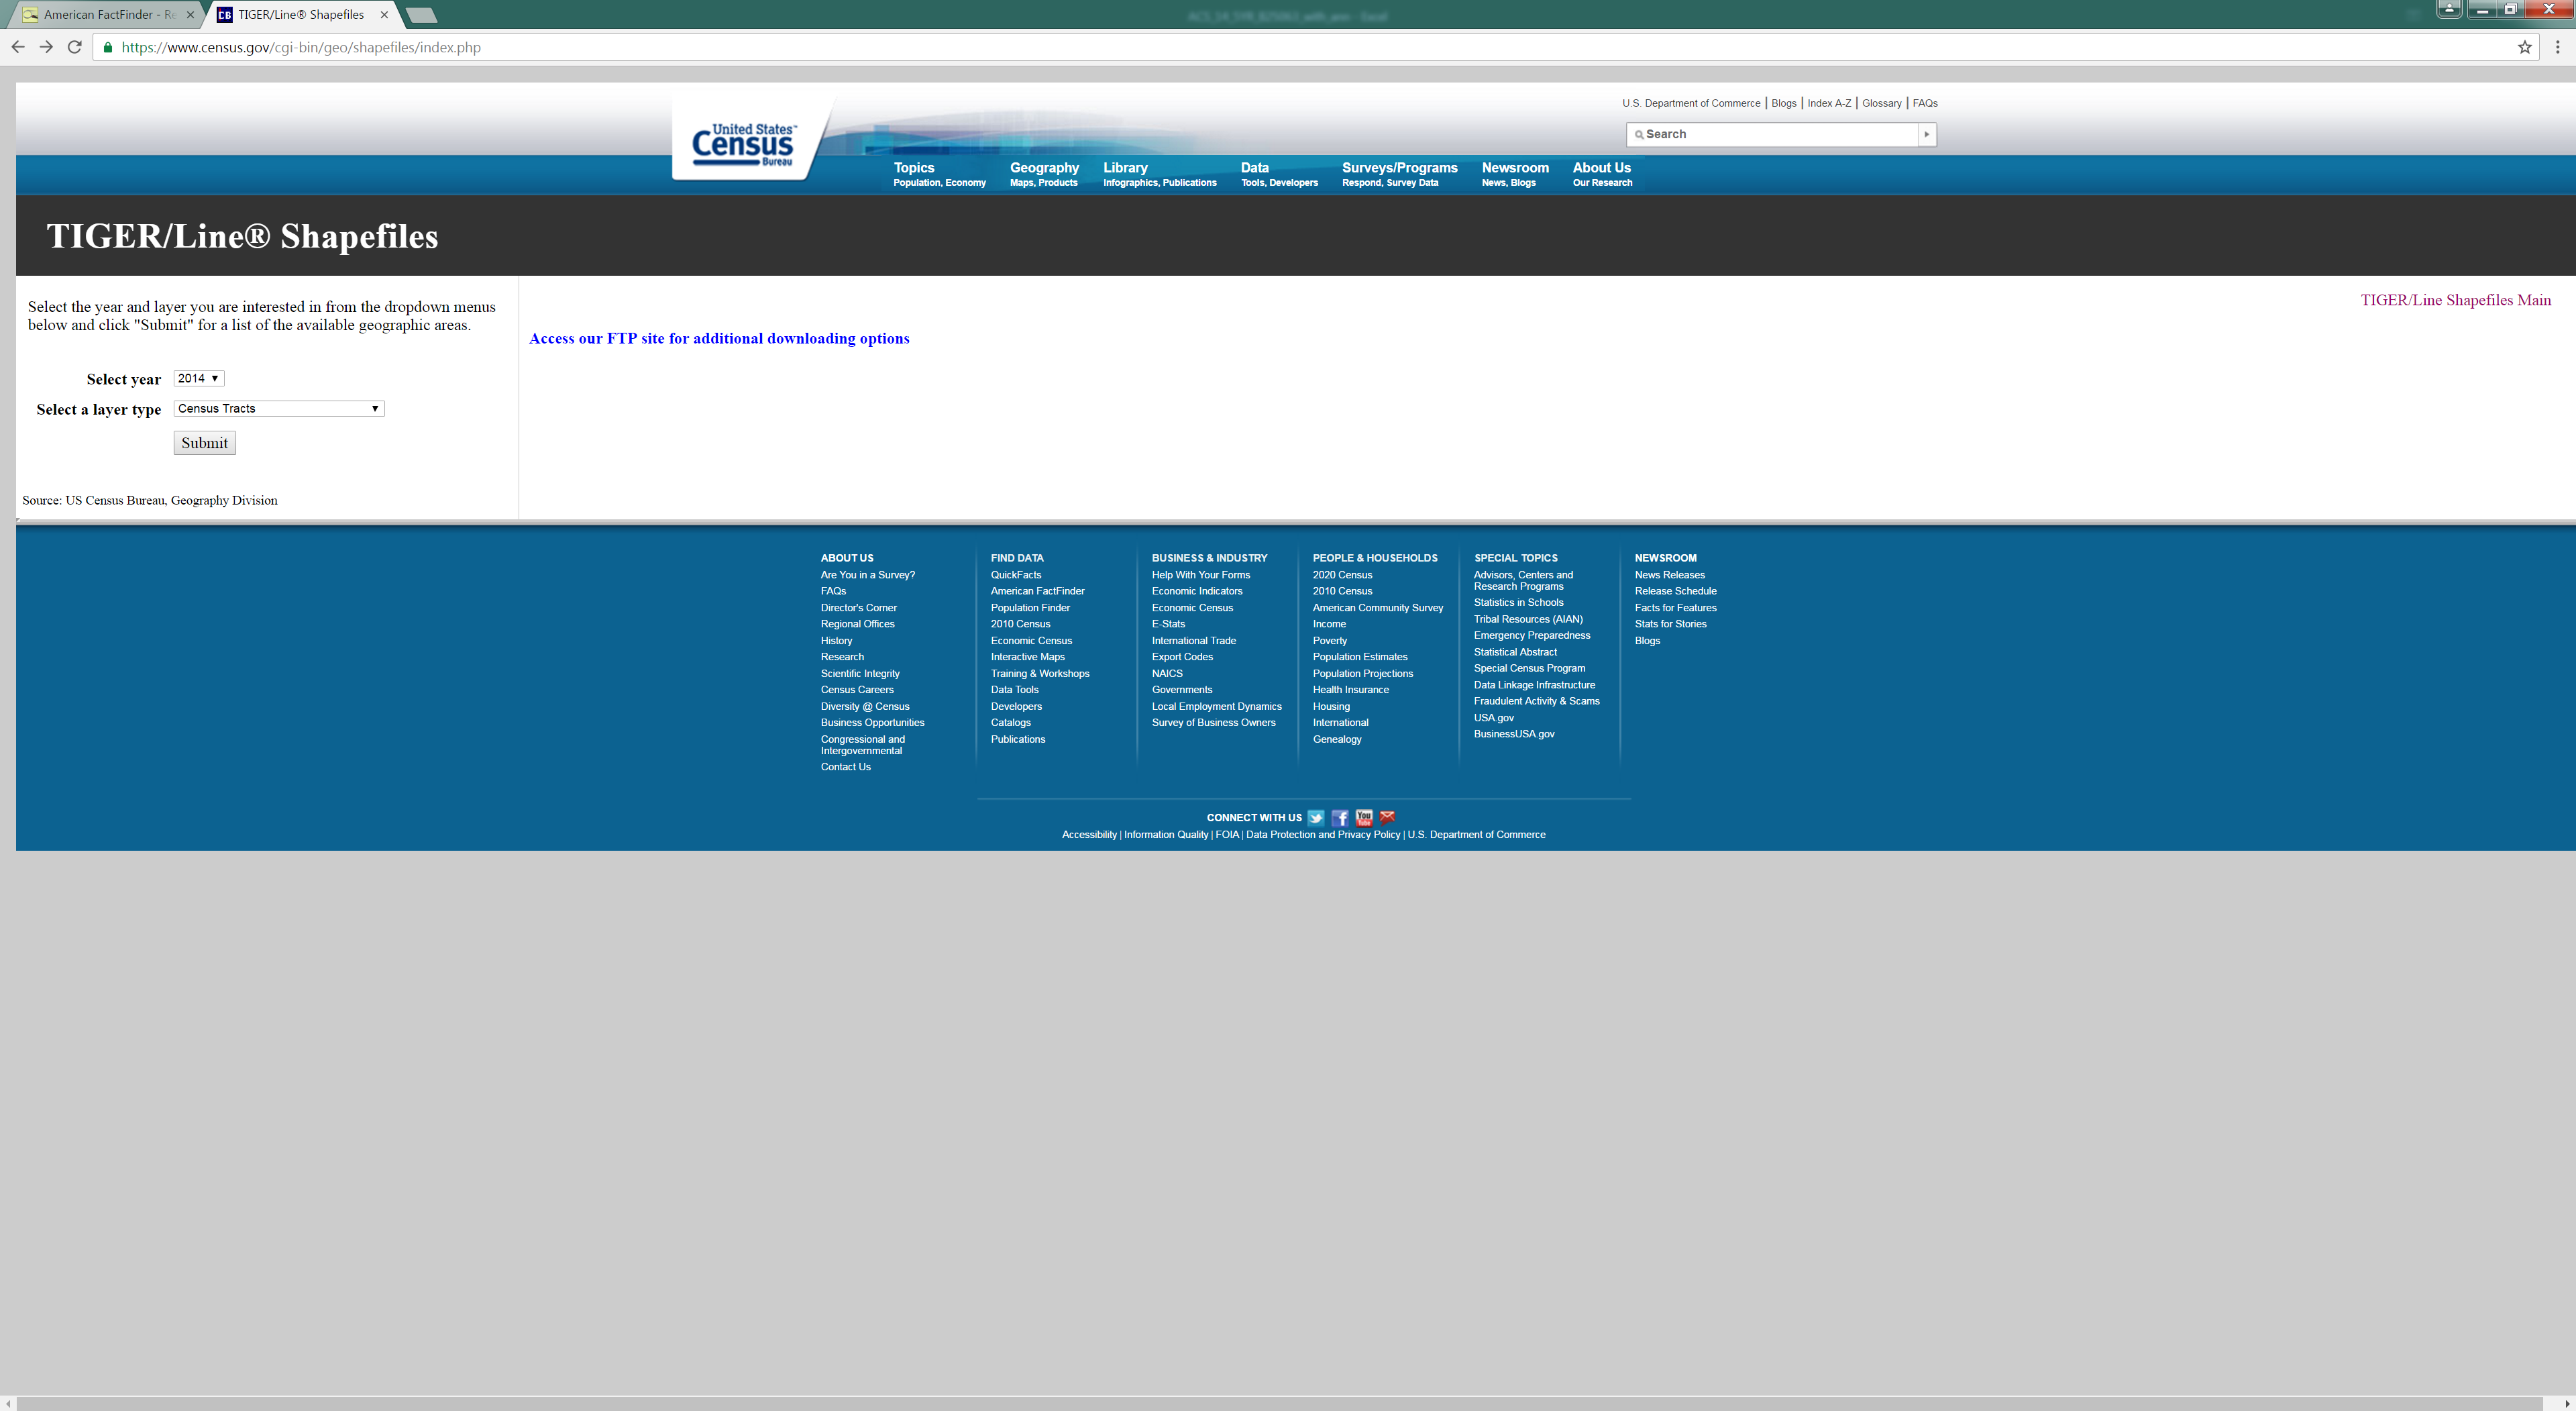 American FactFinder - Re
TIGER/Line® Shapefiles
https://www.census.gov/cgi-bin/geo/shapefiles/index.php
U.S. Department of Commerce | Blogs | Index A-Z | Glossary | FAQs
United States™
Census
Bureau
Search
Topics Geography Library Data Surveys/Programs Newsroom About Us
Population, Economy Maps, Products Infographics, Publications Tools, Developers Respond, Survey Data News, Blogs Our Research
TIGER/Line® Shapefiles
Select the year and layer you are interested in from the dropdown menus
below and click "Submit" for a list of the available geographic areas.
Select year 2014
Select a layer type Census Tracts
Submit
Source: US Census Bureau, Geography Division
TIGER/Line Shapefiles Main
Access our FTP site for additional downloading options
ABOUT US
Are You in a Survey?
FAQs
Director's Corner
Regional Offices
History
Research
Scientific Integrity
Census Careers
Diversity @ Census
Business Opportunities
Congressional and
Intergovernmental
Contact Us
FIND DATA
QuickFacts
American FactFinder
Population Finder
2010 Census
Economic Census
Interactive Maps
Training & Workshops
Data Tools
Developers
Catalogs
Publications
BUSINESS & INDUSTRY
Help With Your Forms
Economic Indicators
Economic Census
E-Stats
International Trade
Export Codes
NAICS
Governments
Local Employment Dynamics
Survey of Business Owners
PEOPLE & HOUSEHOLDS
2020 Census
2010 Census
American Community Survey
Income
Poverty
Population Estimates
Population Projections
Health Insurance
Housing
International
Genealogy
SPECIAL TOPICS
Advisors, Centers and
Research Programs
Statistics in Schools
Tribal Resources (AIAN)
Emergency Preparedness
Statistical Abstract
Special Census Program
Data Linkage Infrastructure
Fraudulent Activity & Scams
USA.gov
BusinessUSA.gov
NEWSROOM
News Releases
Release Schedule
Facts for Features
Stats for Stories
Blogs
CONNECT WITH US
Accessibility | Information Quality | FOIA | Data Protection and Privacy Policy | U.S. Department of Commerce